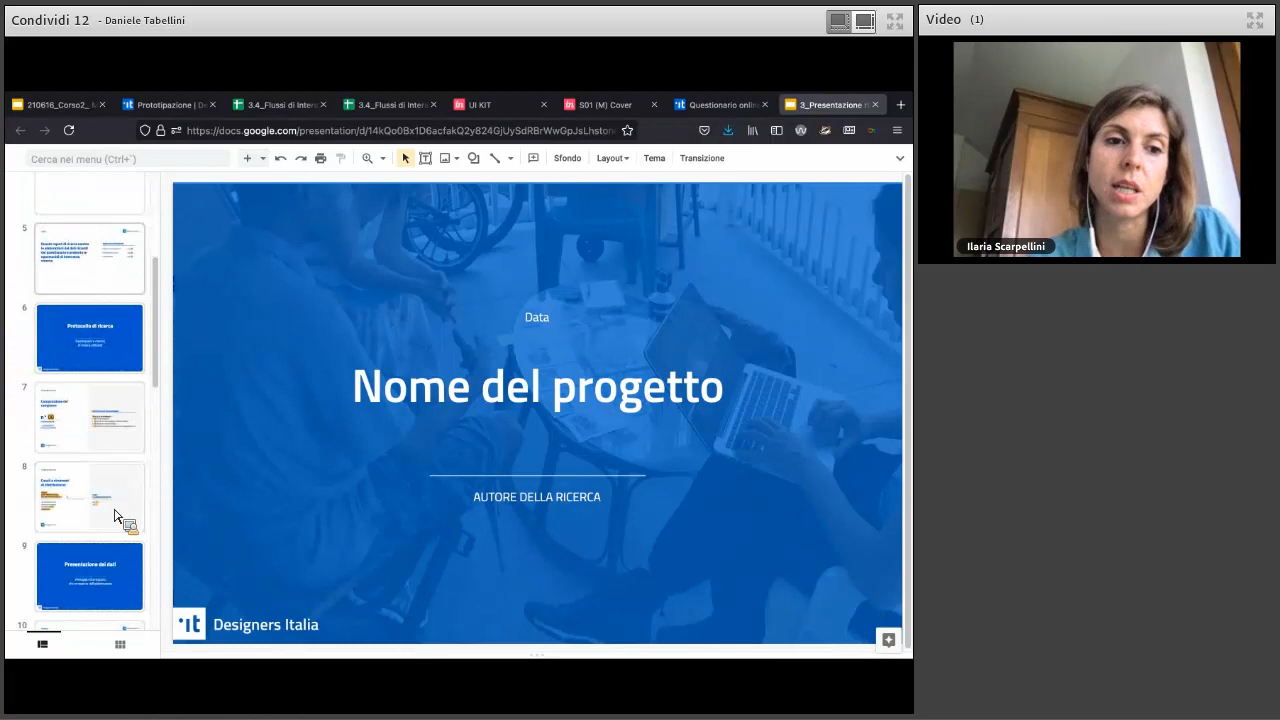 Condividi 12 - Daniele Tabellini
Video (1)
210616_Corso2_
Prototipazione | De
3.4_Flussi di Intera
3.4_Flussi di Intera
UI KIT
S01 (M) Cover
Questionario onlin
3_Presentazione
https://docs.google.com/presentation/d/14kQo0Bx1D6acfakQ2y824GjUySdRBrWwGpJsLhston
Cerca nei menu (Ctrl+`)
Sfondo
Layout
Tema
Transizione
Ilaria Scarpellini
5
6
Protocollo di ricerca
7
8
9
Presentazione dei dati
10
Data
Nome del progetto
AUTORE DELLA RICERCA
it Designers Italia